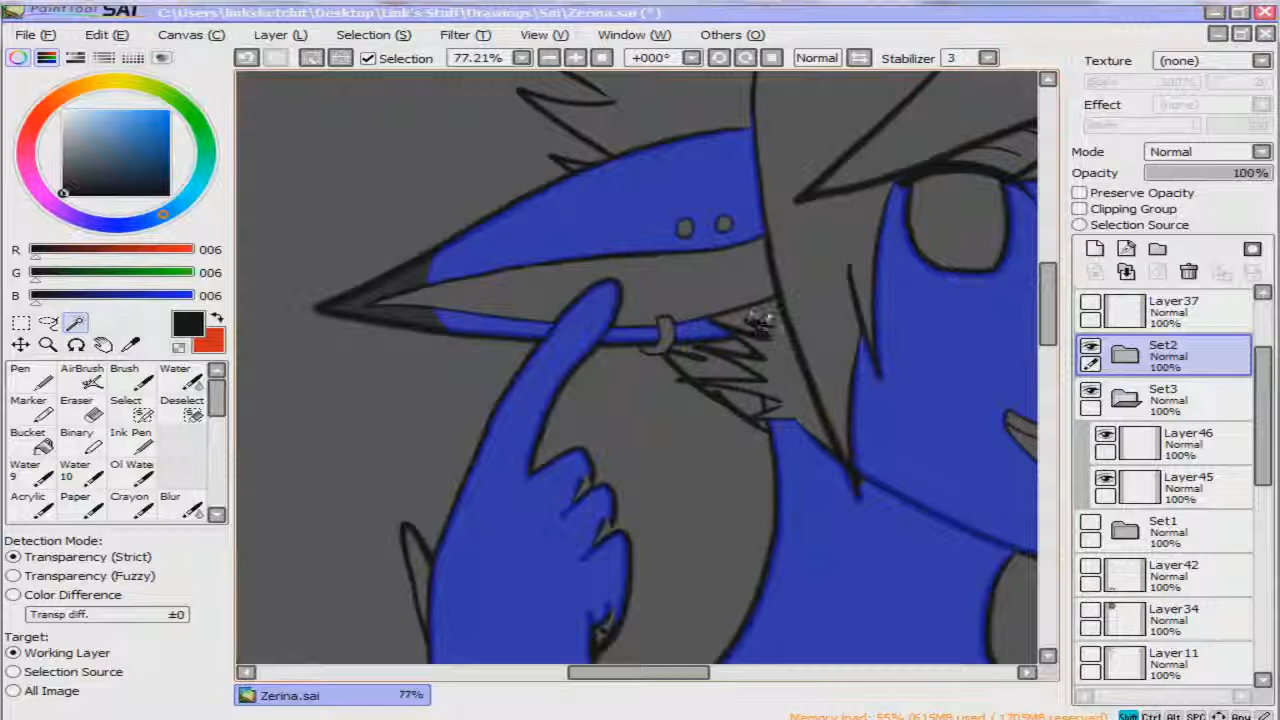 PaintTool SAI C:\Users\linksketchit\Desktop\Link's Stuff\Drawings\Sai\Zerina.sai (*)
File (F) Edit (E) Canvas (C) Layer (L) Selection (S) Filter (T) View (V) Window (W) Others (O)
Selection 77.21% +000° Normal Stabilizer 3
R 006
G 006
B 006
Pen AirBrush Brush Water
Marker Eraser Select Deselect
Bucket Binary Ink Pen
Water 9 Water 10 Oil Wate
Acrylic Paper Crayon Blur
Detection Mode:
Transparency (Strict)
Transparency (Fuzzy)
Color Difference
Transp diff. ±0
Target:
Working Layer
Selection Source
All Image
Zerina.sai 77%
Texture (none)
Scale 100%
Effect (none)
Mode Normal
Opacity 100%
Preserve Opacity
Clipping Group
Selection Source
Layer37
100%
Set2
Normal
100%
Set3
Normal
100%
Layer46
Normal
100%
Layer45
Normal
100%
Set1
Normal
100%
Layer42
Normal
100%
Layer34
Normal
100%
Layer11
Normal
100%
Memory load: 55% (615MB used / 1705MB reserved)
Shift Ctrl Alt SPC Any